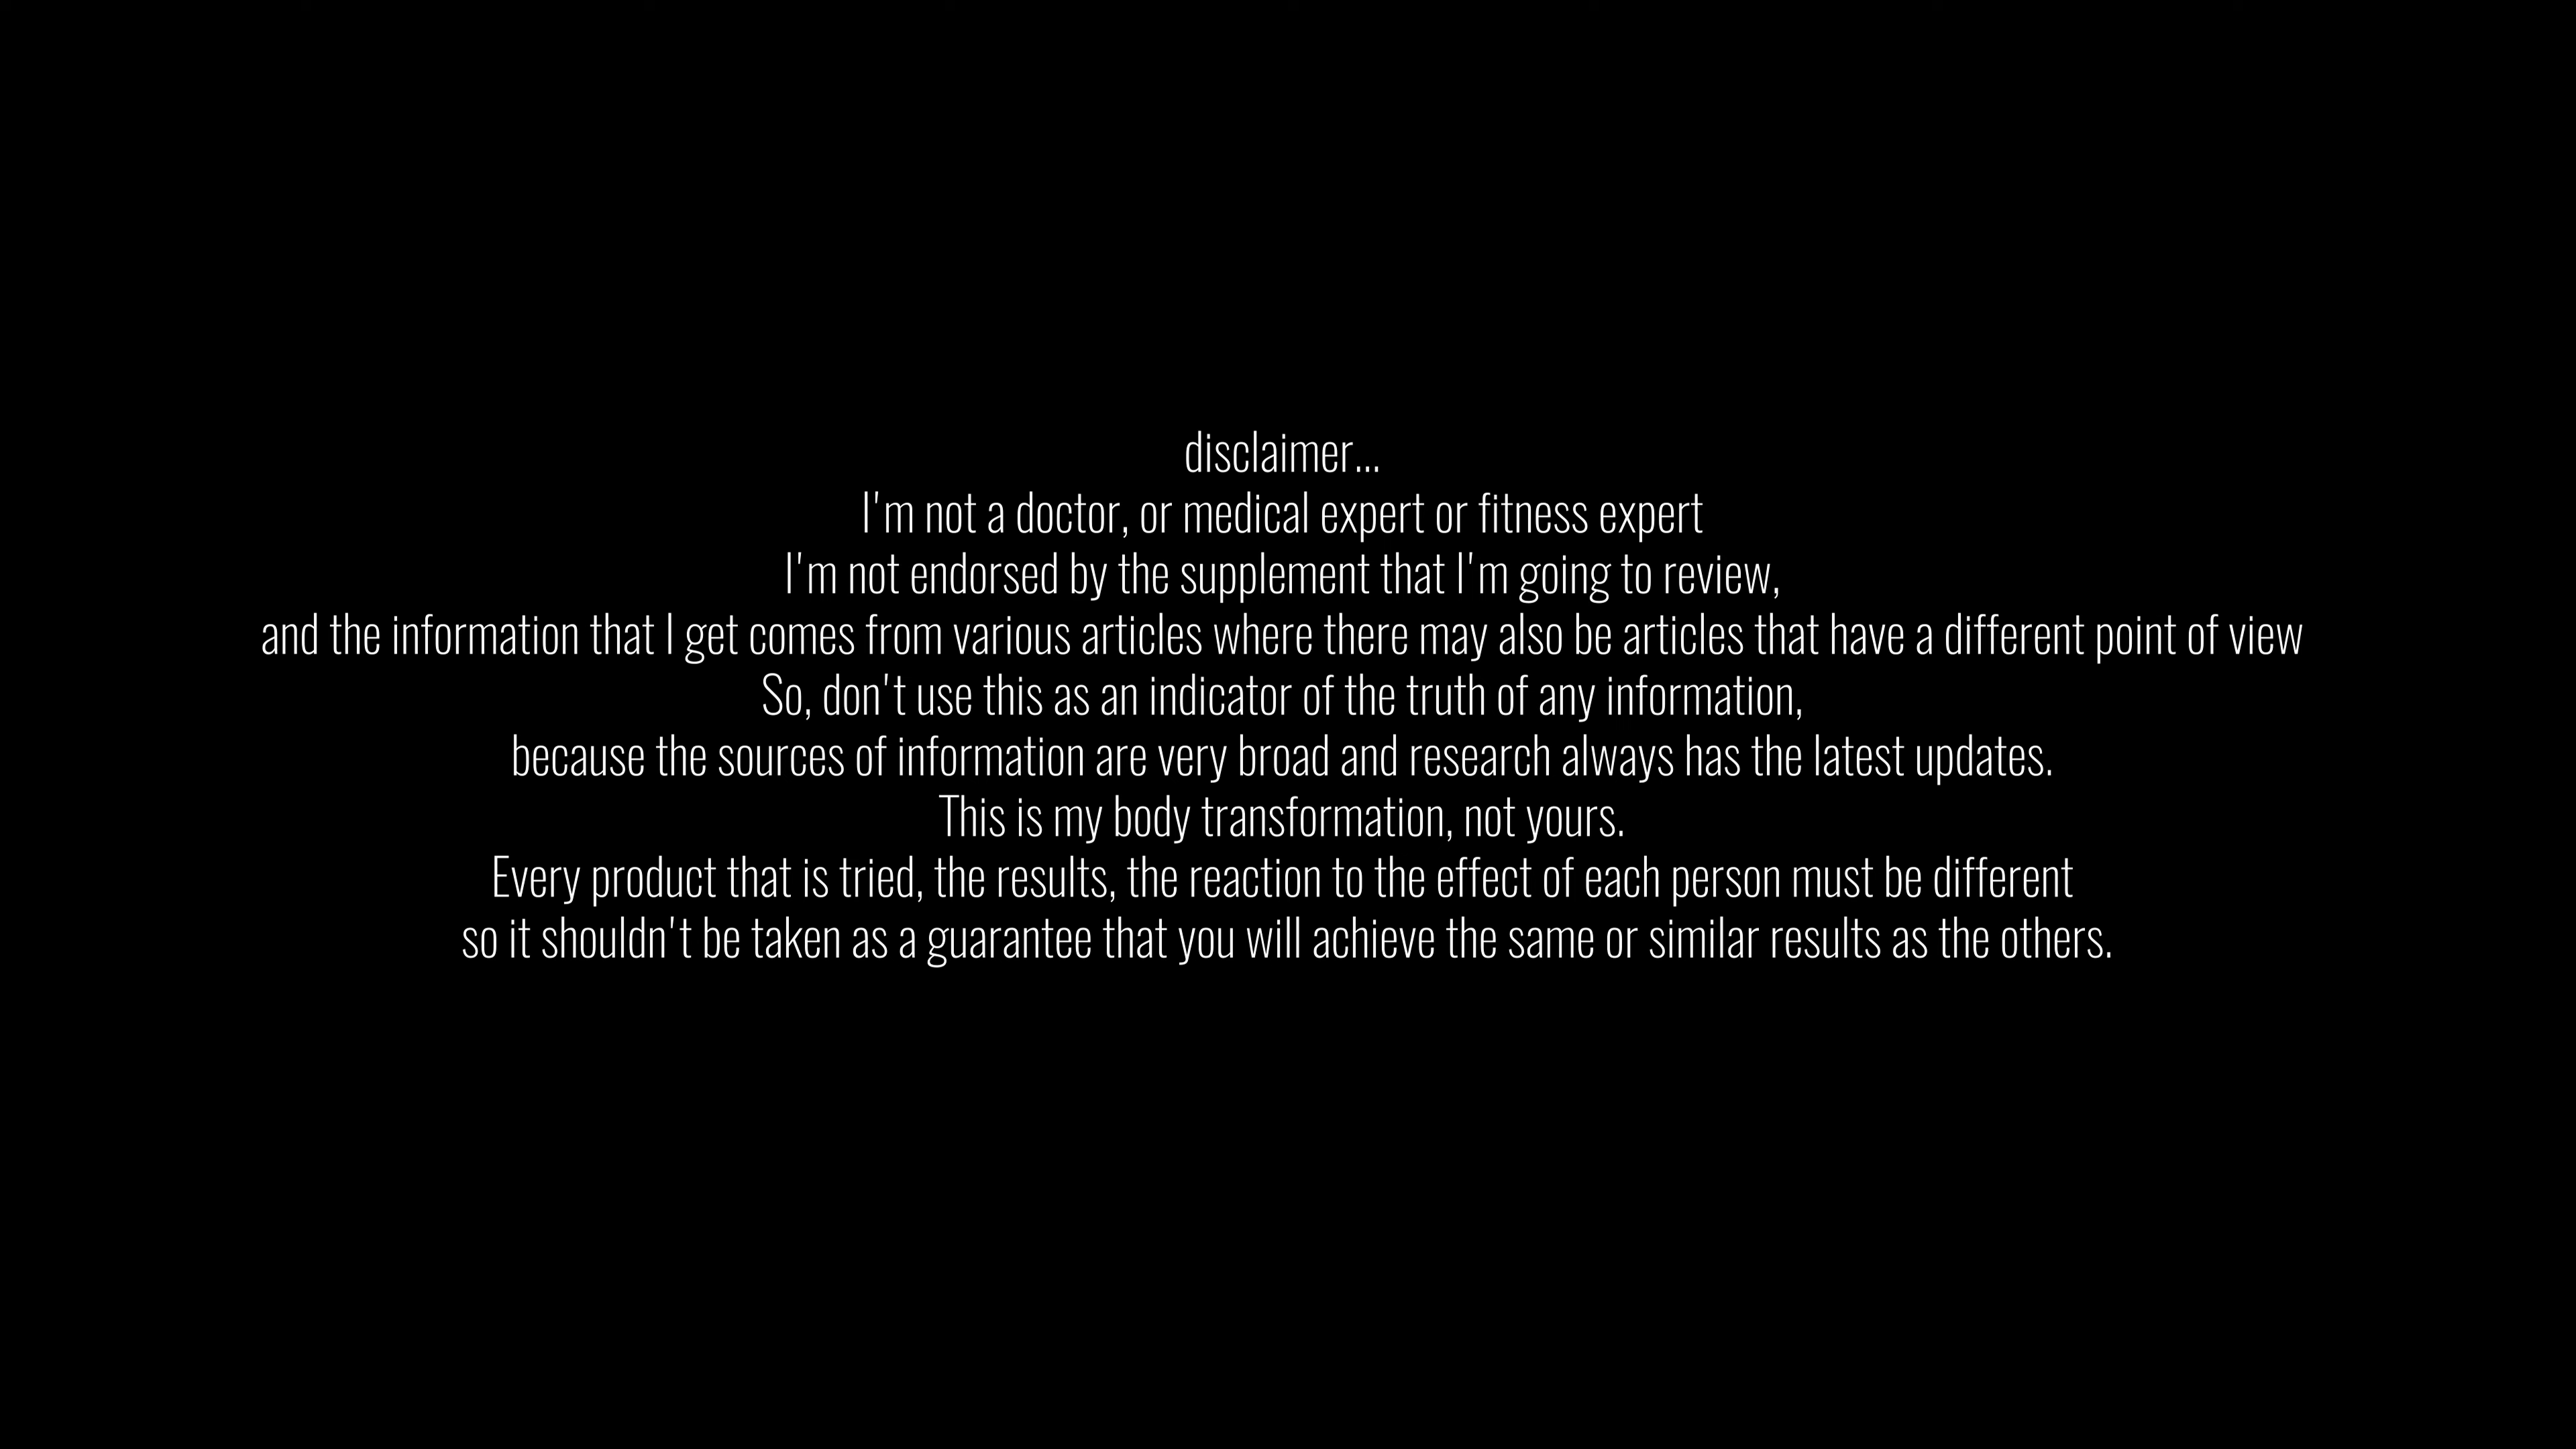 disclaimer...
I'm not a doctor, or medical expert or fitness expert
I'm not endorsed by the supplement that I'm going to review,
and the information that I get comes from various articles where there may also be articles that have a different point of view
So, don't use this as an indicator of the truth of any information,
because the sources of information are very broad and research always has the latest updates.
This is my body transformation, not yours.
Every product that is tried, the results, the reaction to the effect of each person must be different
so it shouldn't be taken as a guarantee that you will achieve the same or similar results as the others.